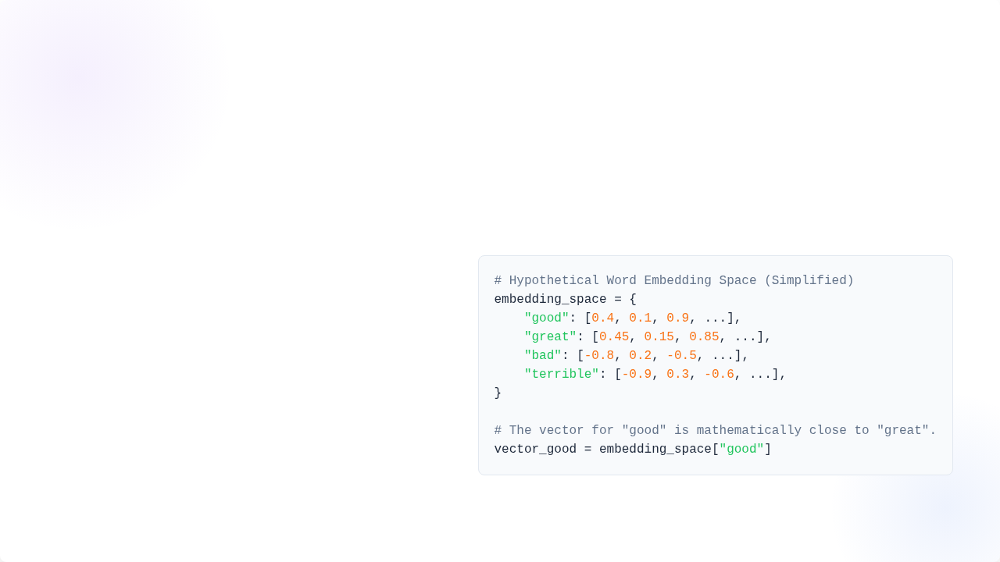 # Hypothetical Word Embedding Space (Simplified)
embedding_space = {
    "good": [0.4, 0.1, 0.9, ...],
    "great": [0.45, 0.15, 0.85, ...],
    "bad": [-0.8, 0.2, -0.5, ...],
    "terrible": [-0.9, 0.3, -0.6, ...],
}
# The vector for "good" is mathematically close to "great".
vector_good = embedding_space["good"]